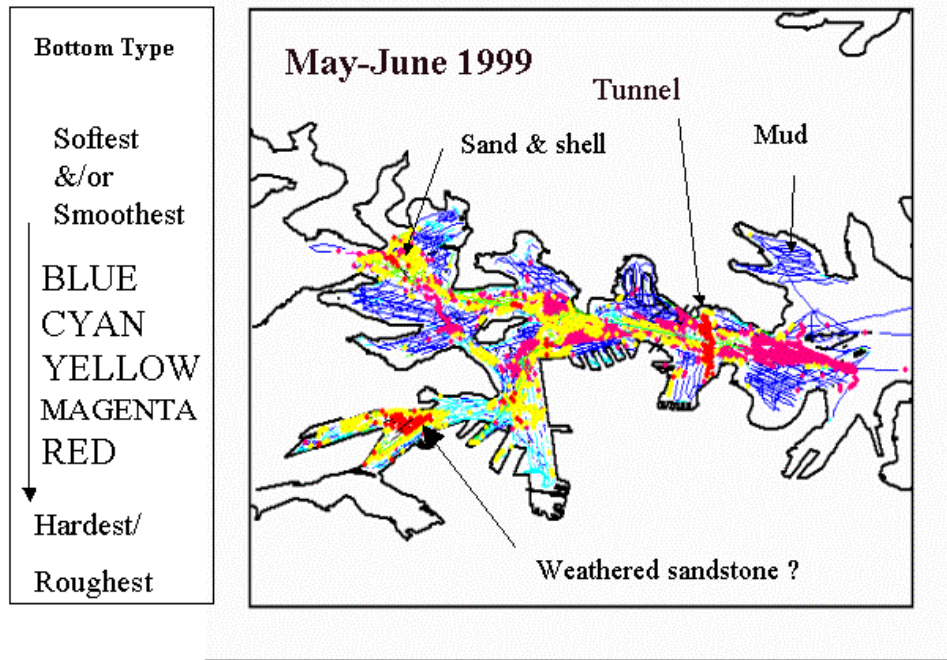 Bottom Type
Softest
&/or
Smoothest
BLUE
CYAN
YELLOW
MAGENTA
RED
Hardest/
Roughest
May-June 1999
Tunnel
Sand & shell
Mud
Weathered sandstone ?